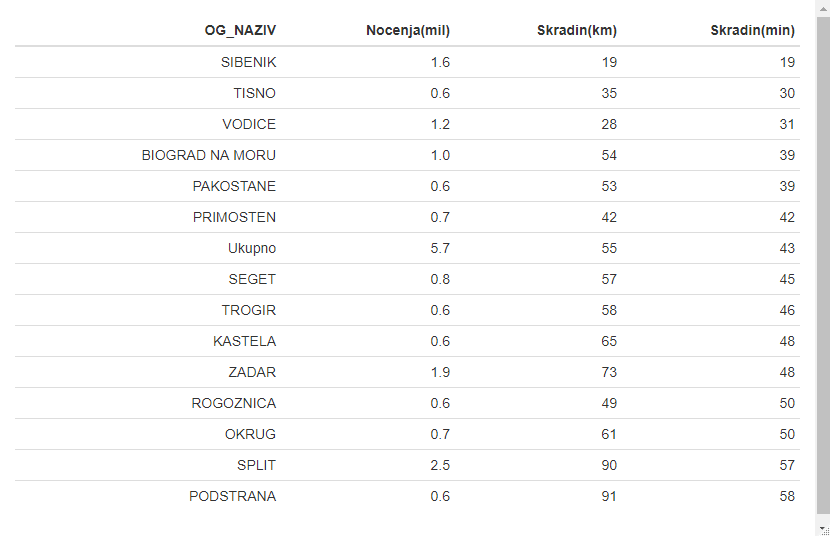 OG_NAZIV Nocenja(mil) Skradin(km) Skradin(min)
SIBENIK 1.6 19 19
TISNO 0.6 35 30
VODICE 1.2 28 31
BIOGRAD NA MORU 1.0 54 39
PAKOSTANE 0.6 53 39
PRIMOSTEN 0.7 42 42
Ukupno 5.7 55 43
SEGET 0.8 57 45
TROGIR 0.6 58 46
KASTELA 0.6 65 48
ZADAR 1.9 73 48
ROGOZNICA 0.6 49 50
OKRUG 0.7 61 50
SPLIT 2.5 90 57
PODSTRANA 0.6 91 58